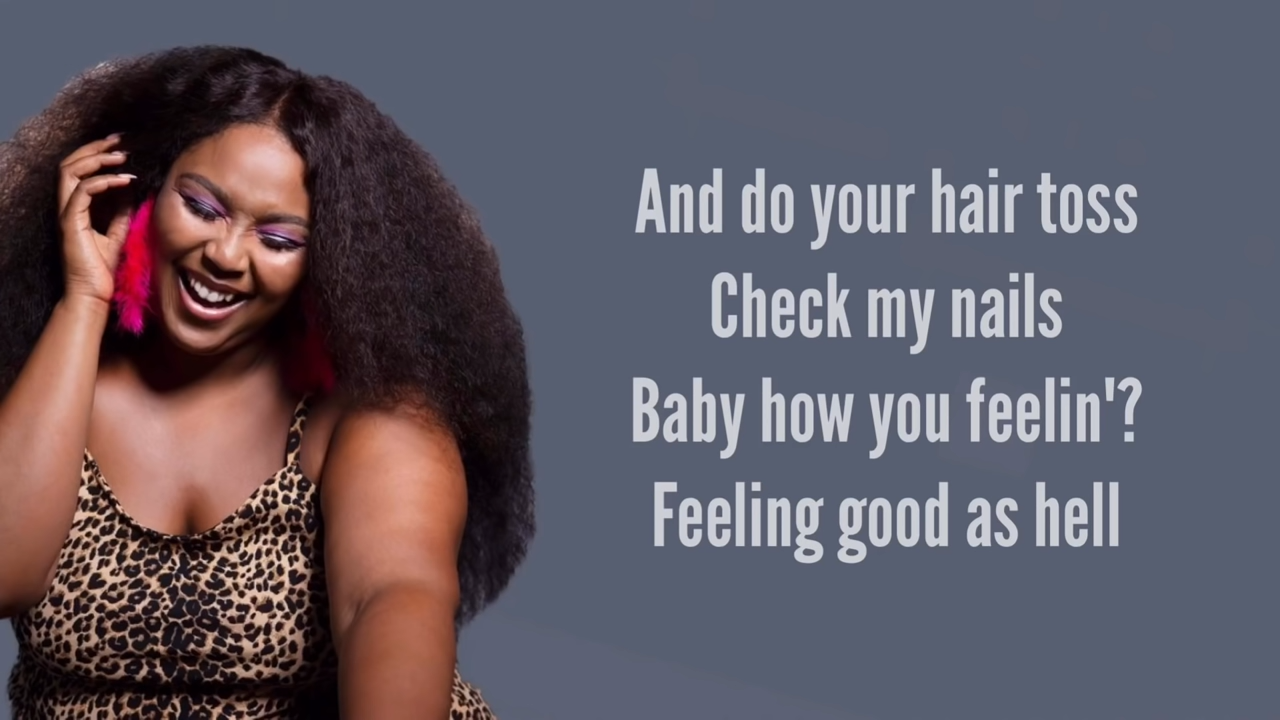 And do your hair toss
Check my nails
Baby how you feelin'?
Feeling good as hell